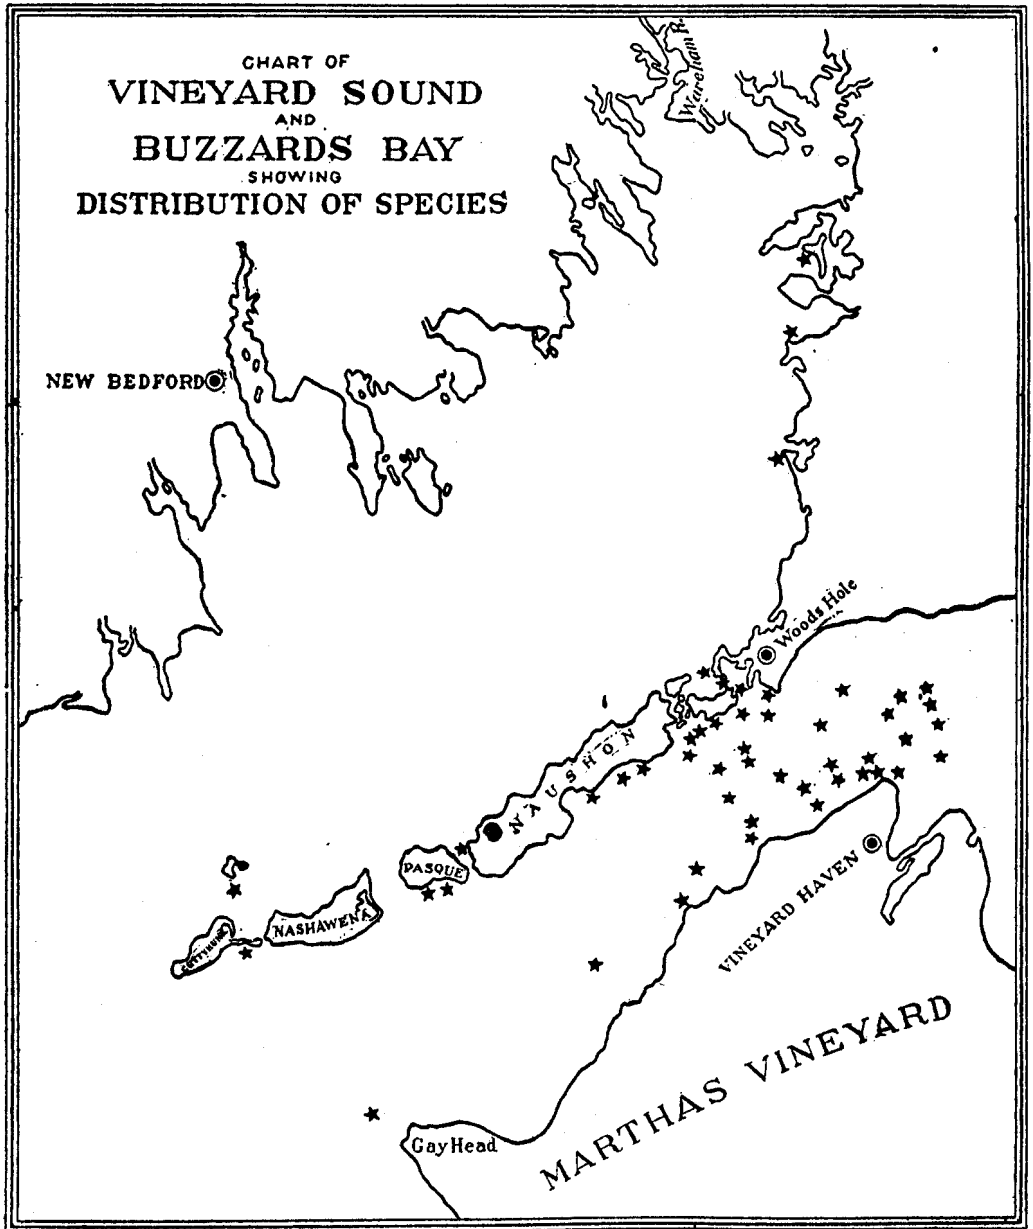 CHART OF
VINEYARD SOUND
AND
BUZZARDS BAY
SHOWING
DISTRIBUTION OF SPECIES
Wareham R.
NEW BEDFORD
Woods Hole
NAUSHON
PASQUE
NASHAWENA
CUTTYHUNK
VINEYARD HAVEN
MARTHAS VINEYARD
Gay Head